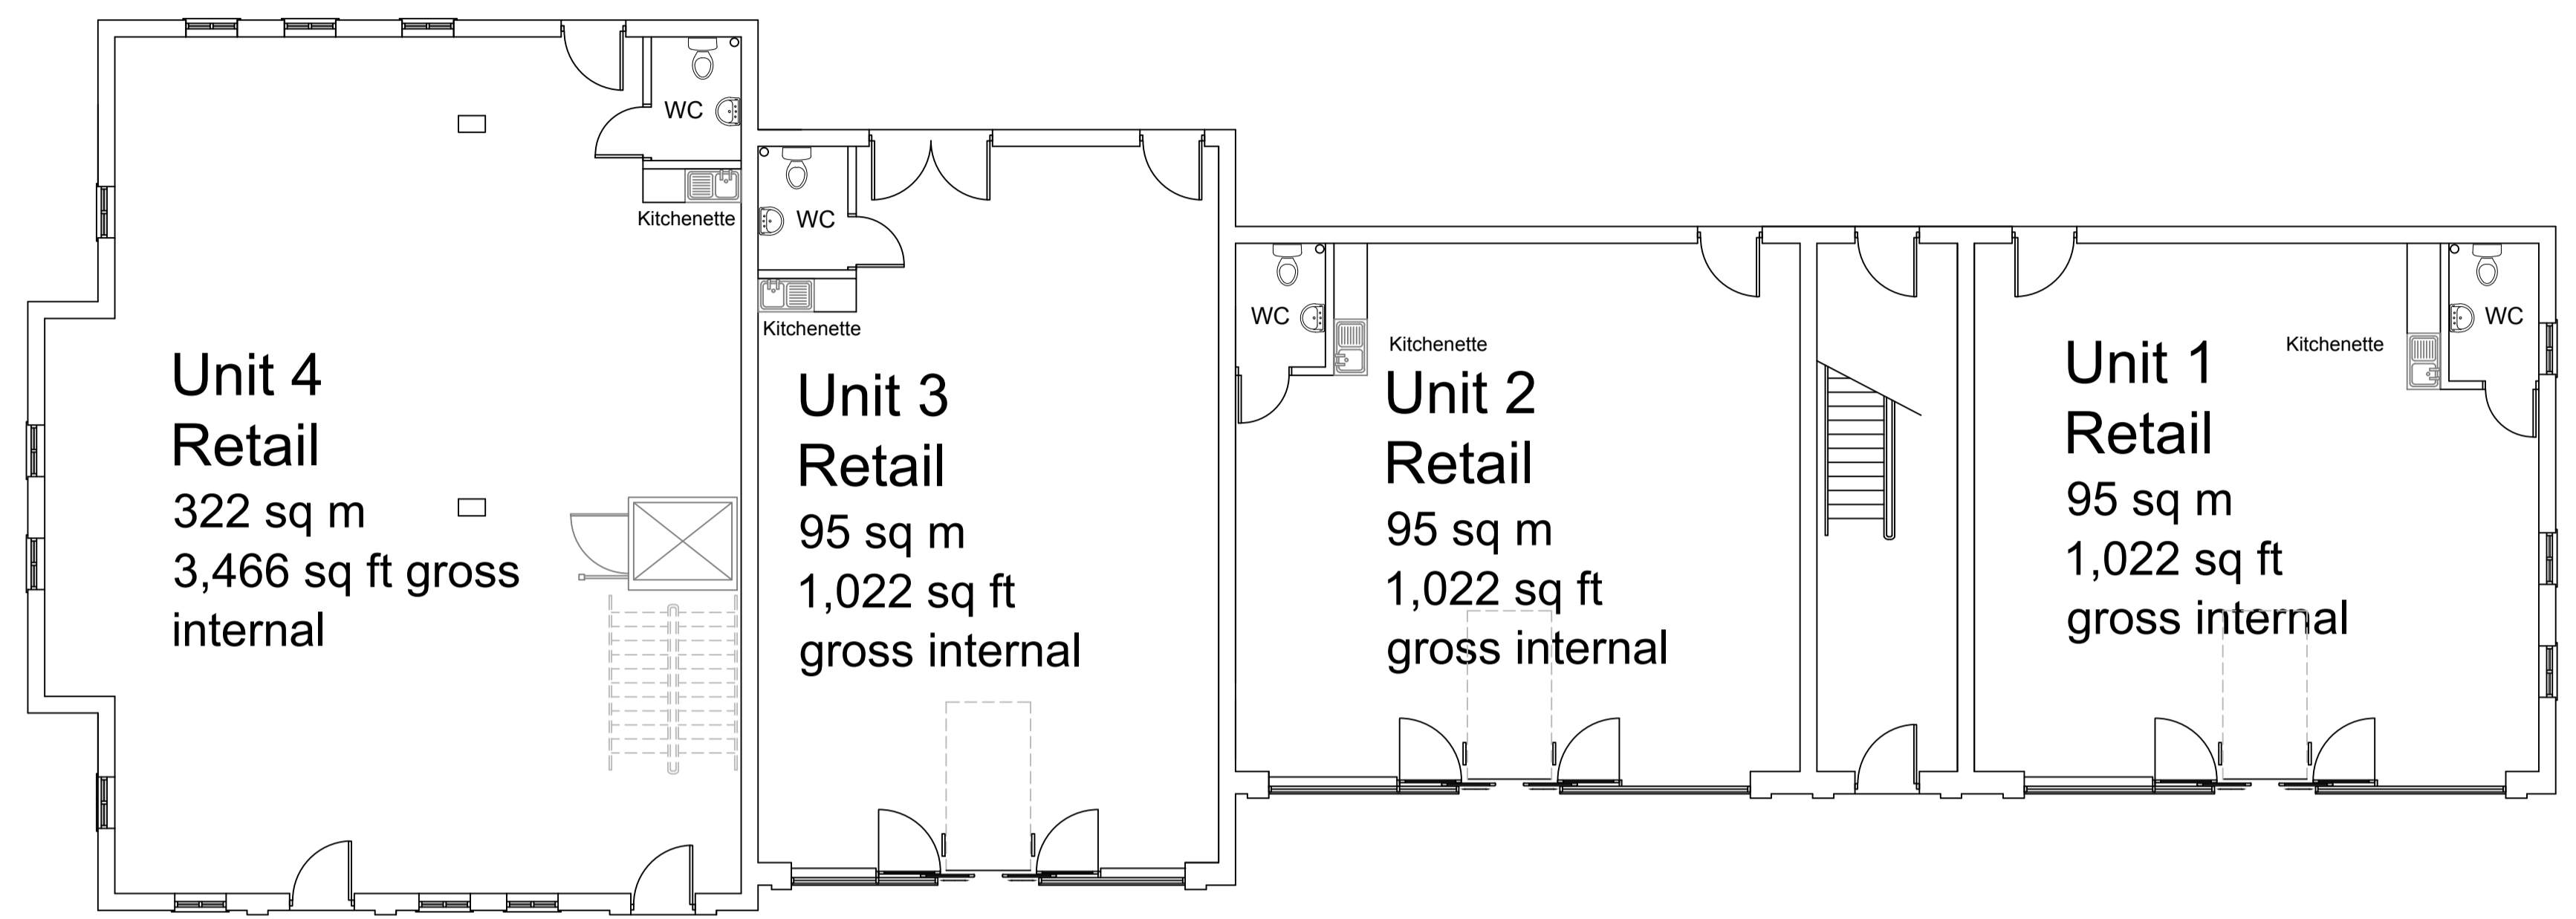 WC
Kitchenette
Unit 4
Retail
322 sq m
3,466 sq ft gross
internal
WC
Kitchenette
Unit 3
Retail
95 sq m
1,022 sq ft
gross internal
WC
Kitchenette
Unit 2
Retail
95 sq m
1,022 sq ft
gross internal
WC
Kitchenette
Unit 1
Retail
95 sq m
1,022 sq ft
gross internal